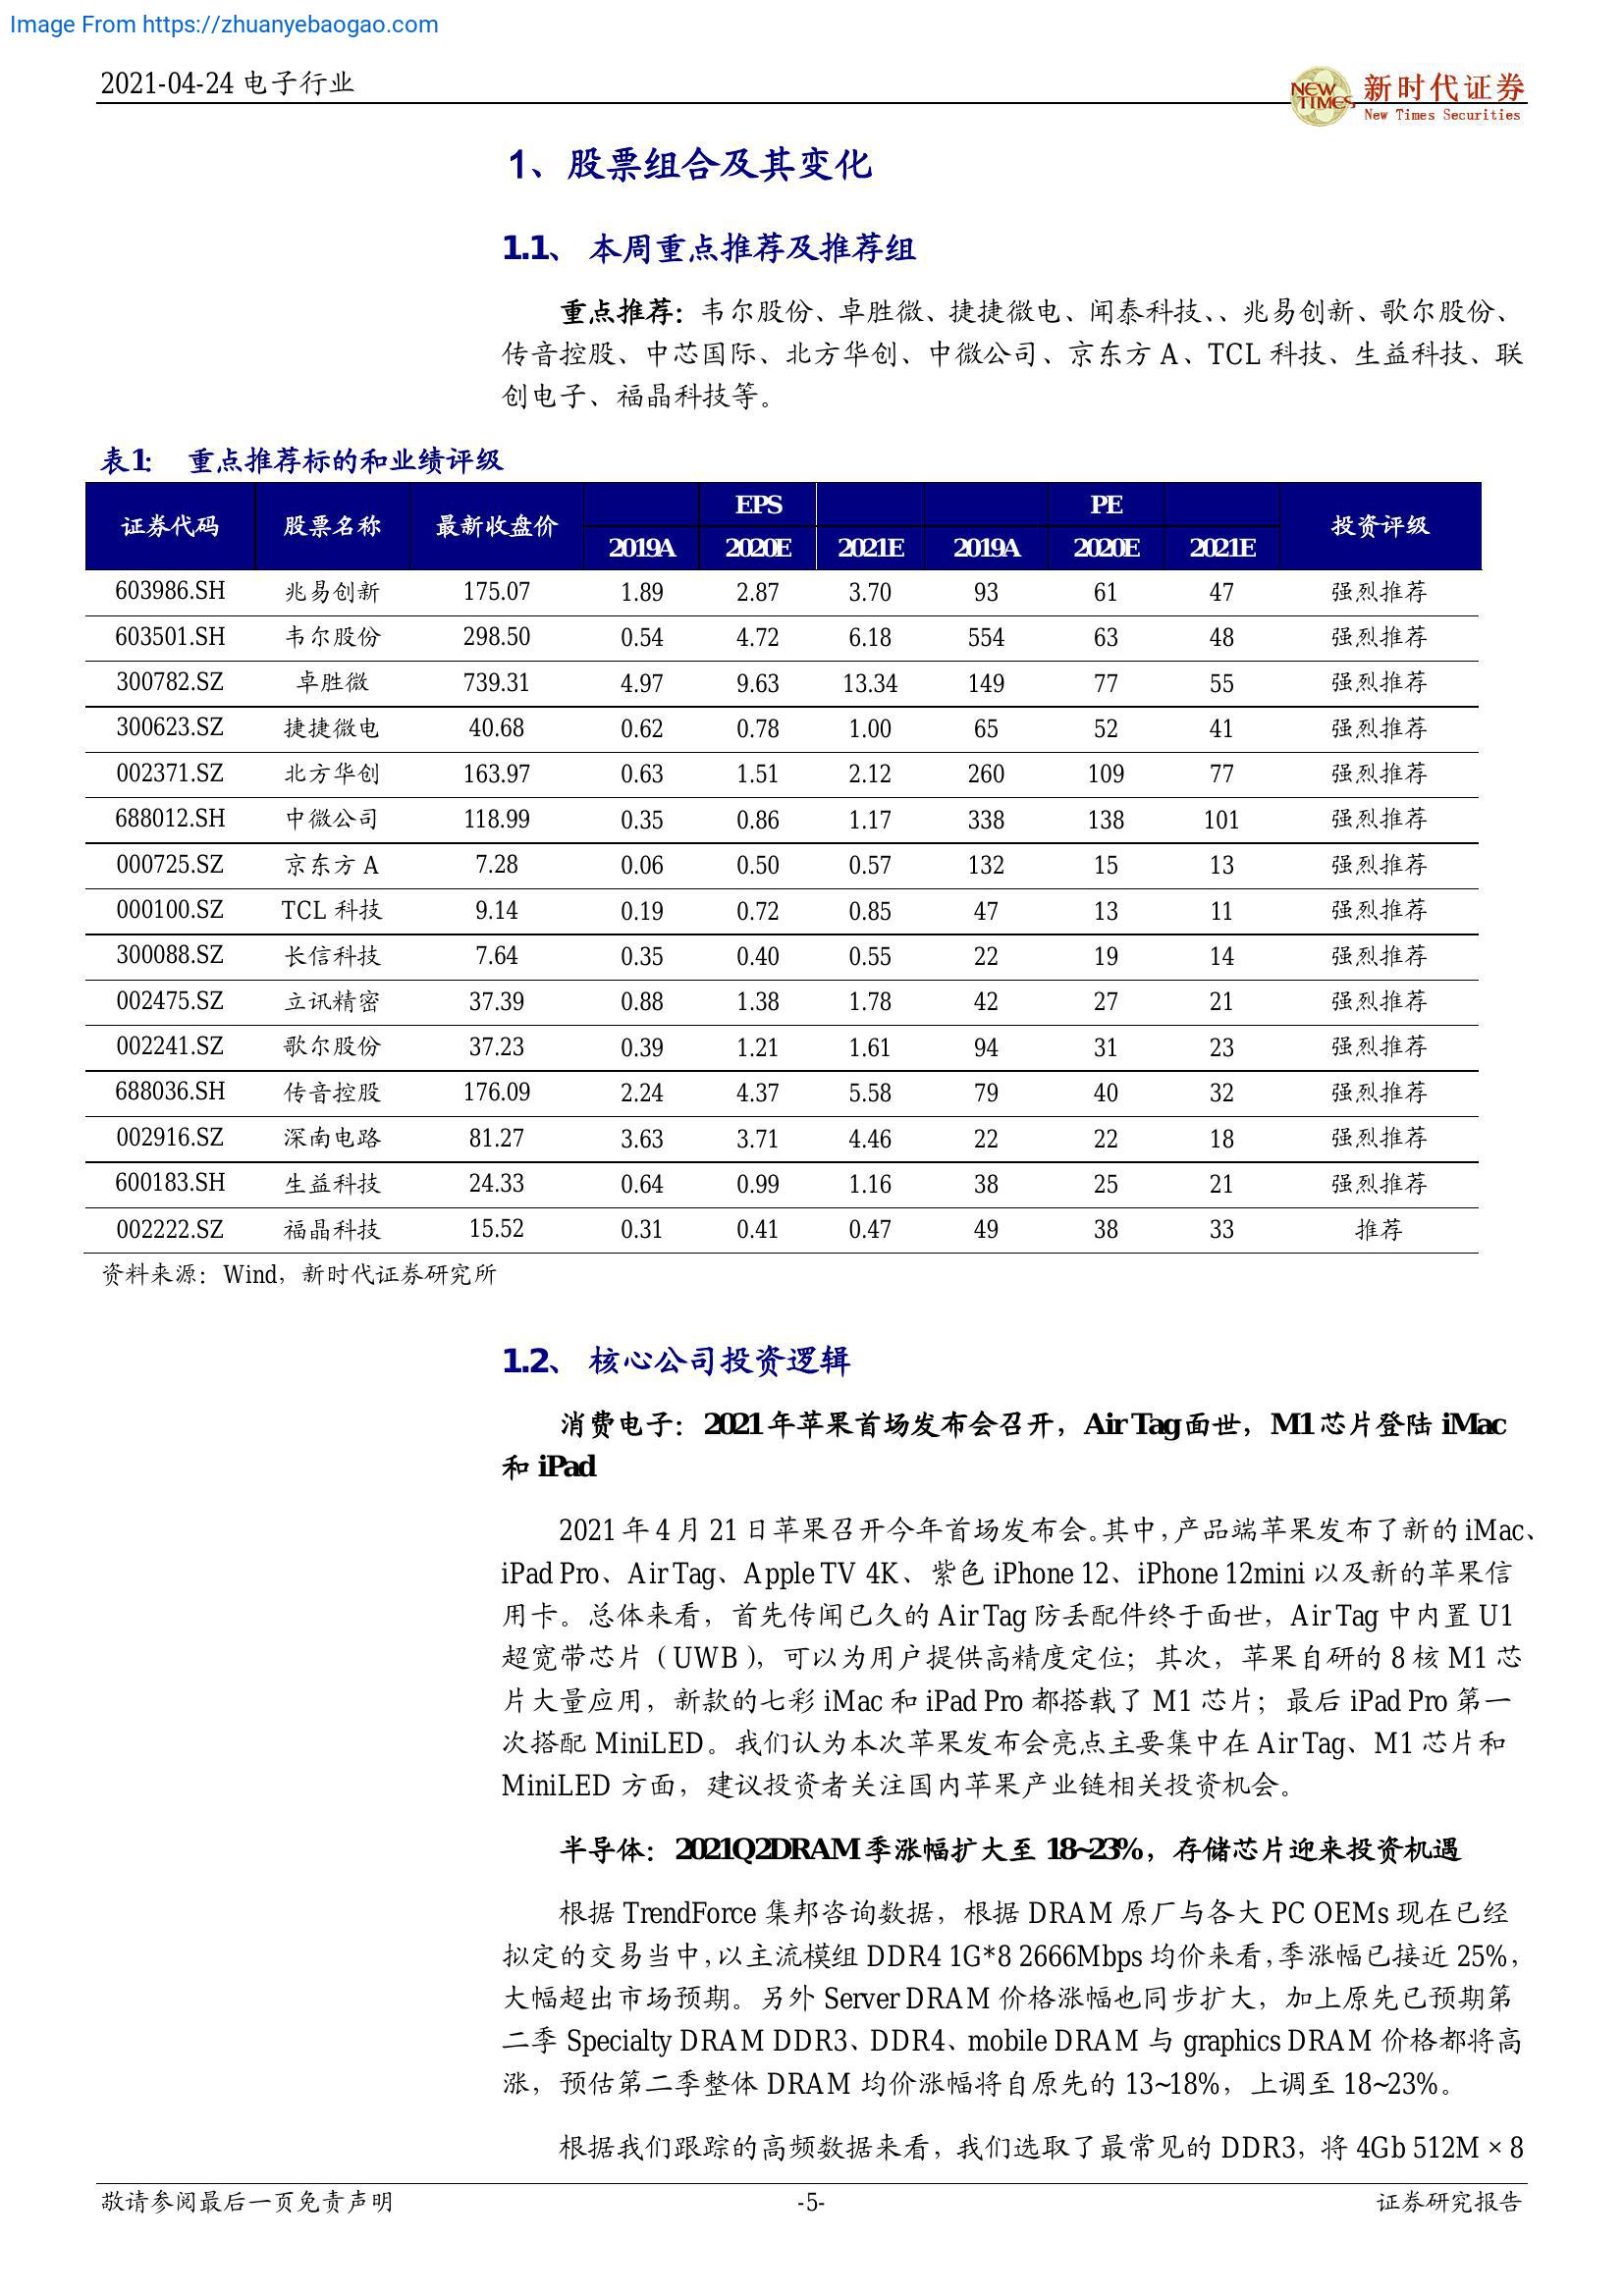 Image From https://zhuanyebaogao.com
2021-04-24 电子行业
NEW TIMES 新时代证券
New Times Securities
1、股票组合及其变化
1.1、 本周重点推荐及推荐组
重点推荐：韦尔股份、卓胜微、捷捷微电、闻泰科技、、兆易创新、歌尔股份、
传音控股、中芯国际、北方华创、中微公司、京东方 A、TCL 科技、生益科技、联
创电子、福晶科技等。
表1： 重点推荐标的和业绩评级
证券代码 股票名称 最新收盘价 EPS PE 投资评级
2019A 2020E 2021E 2019A 2020E 2021E
603986.SH 兆易创新 175.07 1.89 2.87 3.70 93 61 47 强烈推荐
603501.SH 韦尔股份 298.50 0.54 4.72 6.18 554 63 48 强烈推荐
300782.SZ 卓胜微 739.31 4.97 9.63 13.34 149 77 55 强烈推荐
300623.SZ 捷捷微电 40.68 0.62 0.78 1.00 65 52 41 强烈推荐
002371.SZ 北方华创 163.97 0.63 1.51 2.12 260 109 77 强烈推荐
688012.SH 中微公司 118.99 0.35 0.86 1.17 338 138 101 强烈推荐
000725.SZ 京东方 A 7.28 0.06 0.50 0.57 132 15 13 强烈推荐
000100.SZ TCL 科技 9.14 0.19 0.72 0.85 47 13 11 强烈推荐
300088.SZ 长信科技 7.64 0.35 0.40 0.55 22 19 14 强烈推荐
002475.SZ 立讯精密 37.39 0.88 1.38 1.78 42 27 21 强烈推荐
002241.SZ 歌尔股份 37.23 0.39 1.21 1.61 94 31 23 强烈推荐
688036.SH 传音控股 176.09 2.24 4.37 5.58 79 40 32 强烈推荐
002916.SZ 深南电路 81.27 3.63 3.71 4.46 22 22 18 强烈推荐
600183.SH 生益科技 24.33 0.64 0.99 1.16 38 25 21 强烈推荐
002222.SZ 福晶科技 15.52 0.31 0.41 0.47 49 38 33 推荐
资料来源：Wind，新时代证券研究所
1.2、 核心公司投资逻辑
消费电子：2021 年苹果首场发布会召开，AirTag 面世，M1 芯片登陆 iMac
和 iPad
2021 年 4 月 21 日苹果召开今年首场发布会。其中，产品端苹果发布了新的 iMac、
iPad Pro、AirTag、Apple TV 4K、紫色 iPhone 12、iPhone 12mini 以及新的苹果信
用卡。总体来看，首先传闻已久的 AirTag 防丢配件终于面世，AirTag 中内置 U1
超宽带芯片（UWB），可以为用户提供高精度定位；其次，苹果自研的 8 核 M1 芯
片大量应用，新款的七彩 iMac 和 iPad Pro 都搭载了 M1 芯片；最后 iPad Pro 第一
次搭配 MiniLED。我们认为本次苹果发布会亮点主要集中在 AirTag、M1 芯片和
MiniLED 方面，建议投资者关注国内苹果产业链相关投资机会。
半导体：2021Q2DRAM 季涨幅扩大至 18~23%，存储芯片迎来投资机遇
根据 TrendForce 集邦咨询数据，根据 DRAM 原厂与各大 PC OEMs 现在已经
拟定的交易当中，以主流模组 DDR4 1G*8 2666Mbps 均价来看，季涨幅已接近 25%，
大幅超出市场预期。另外 Server DRAM 价格涨幅也同步扩大，加上原先已预期第
二季 Specialty DRAM DDR3、DDR4、mobile DRAM 与 graphics DRAM 价格都将高
涨，预估第二季整体 DRAM 均价涨幅将自原先的 13~18%，上调至 18~23%。
根据我们跟踪的高频数据来看，我们选取了最常见的 DDR3，将 4Gb 512M × 8
敬请参阅最后一页免责声明 -5- 证券研究报告